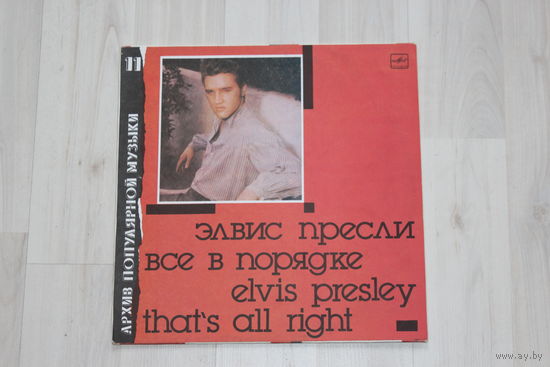 11
АРХИВ ПОПУЛЯРНОЙ МУЗЫКИ
элвис пресли
все в порядке
elvis presley
that's all right
www.ay.by